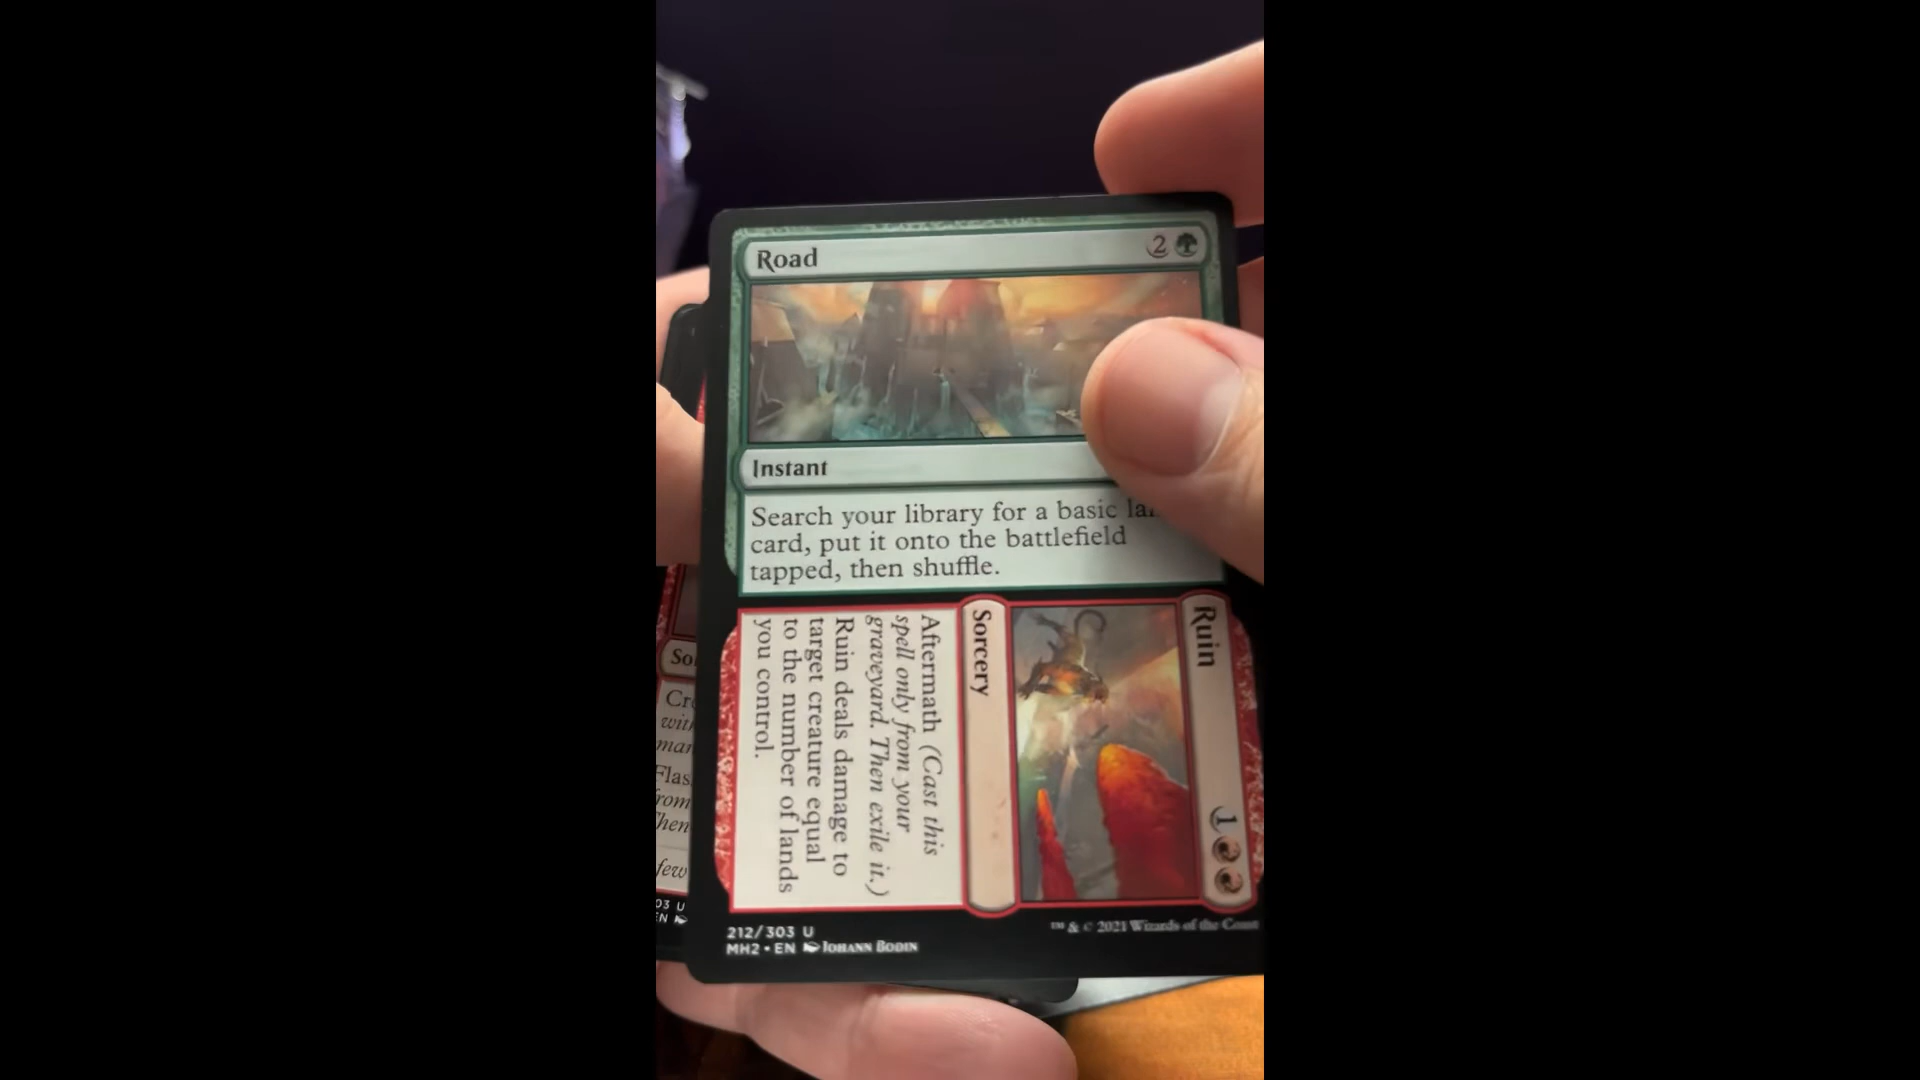 Road 2
Instant
Search your library for a basic
card, put it onto the battlefield
tapped, then shuffle.
Ruin 1
Sorcery
Aftermath (Cast this
spell only from your
graveyard. Then exile it.)
Ruin deals damage to
target creature equal
to the number of lands
you control.
212/303 U
MH2 • EN Johann Bodin
™ & © 2021 Wizards of the Coast
few
03 U
EN